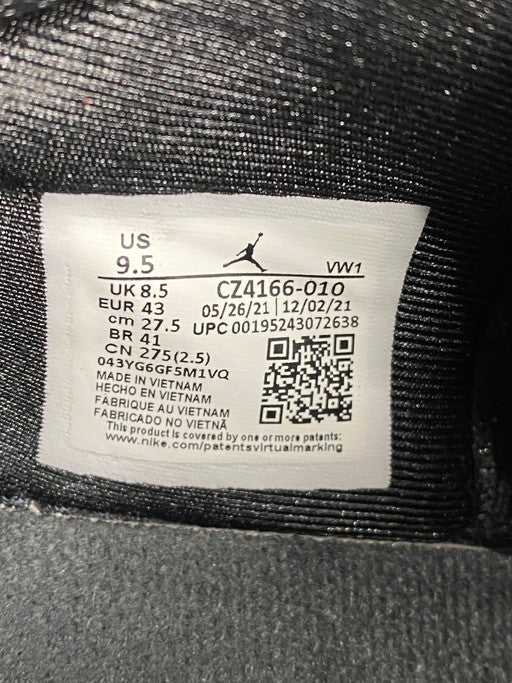 US
9.5
VW1
UK 8.5
CZ4166-010
EUR 43
05/26/21 | 12/02/21
cm 27.5
UPC 00195243072638
BR 41
CN 275(2.5)
043YG6GF5M1VQ
MADE IN VIETNAM
HECHO EN VIETNAM
FABRIQUE AU VIETNAM
FABRICADO NO VIETNÃ
This product is covered by one or more patents:
www.nike.com/patentsvirtualmarking